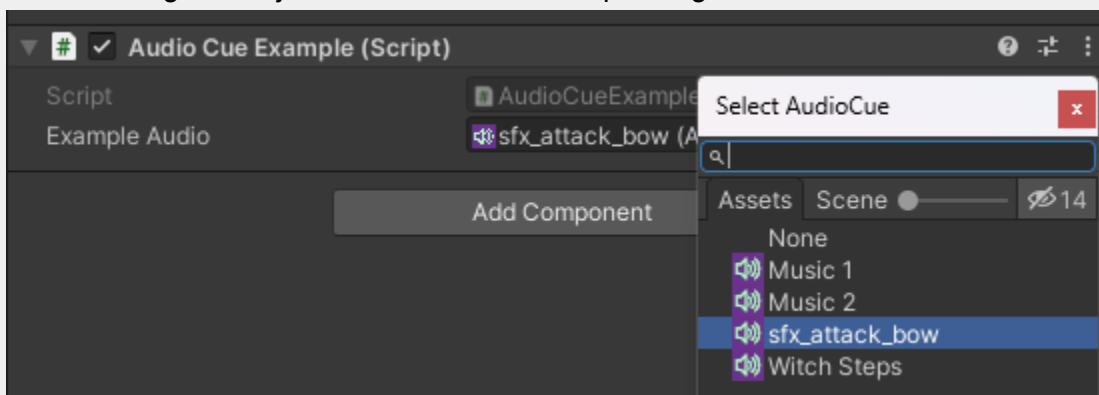 # Audio Cue Example (Script)
Script AudioCueExample
Example Audio sfx_attack_bow (A
Add Component
Select AudioCue
x
Assets Scene 14
None
Music 1
Music 2
sfx_attack_bow
Witch Steps